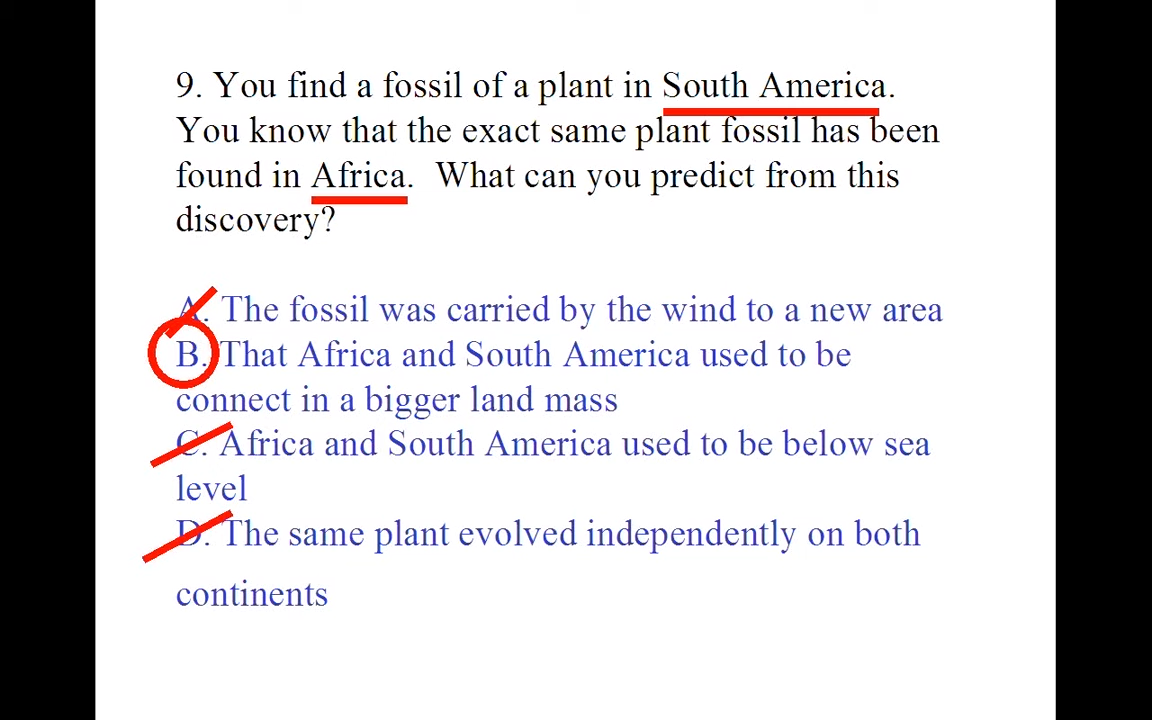 9. You find a fossil of a plant in South America.
You know that the exact same plant fossil has been
found in Africa.  What can you predict from this
discovery?
A. The fossil was carried by the wind to a new area
B. That Africa and South America used to be
connect in a bigger land mass
C. Africa and South America used to be below sea
level
D. The same plant evolved independently on both
continents